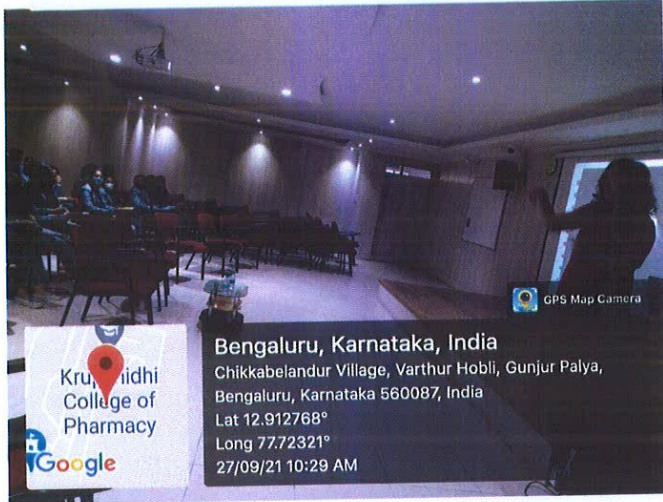 GPS Map Camera
Krupanidhi
College of
Pharmacy
Google
Bengaluru, Karnataka, India
Chikkabelandur Village, Varthur Hobli, Gunjur Palya,
Bengaluru, Karnataka 560087, India
Lat 12.912768°
Long 77.72321°
27/09/21 10:29 AM